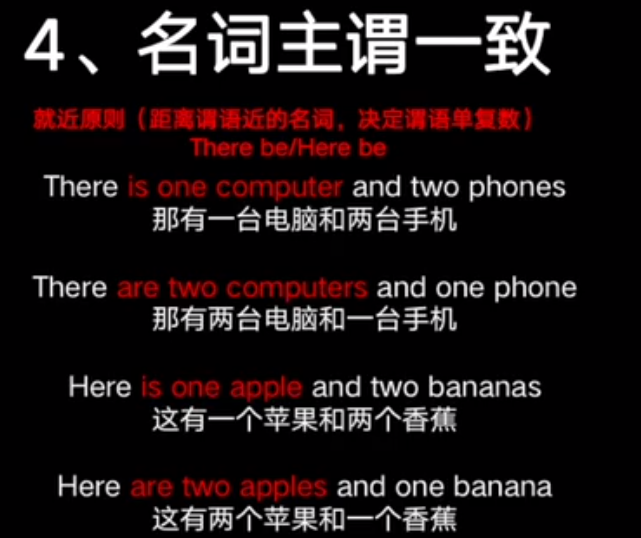 4、名词主谓一致
就近原则（距离谓语近的名词，决定谓语单复数）
There be/Here be
There is one computer and two phones
那有一台电脑和两台手机
There are two computers and one phone
那有两台电脑和一台手机
Here is one apple and two bananas
这有一个苹果和两个香蕉
Here are two apples and one banana
这有两个苹果和一个香蕉